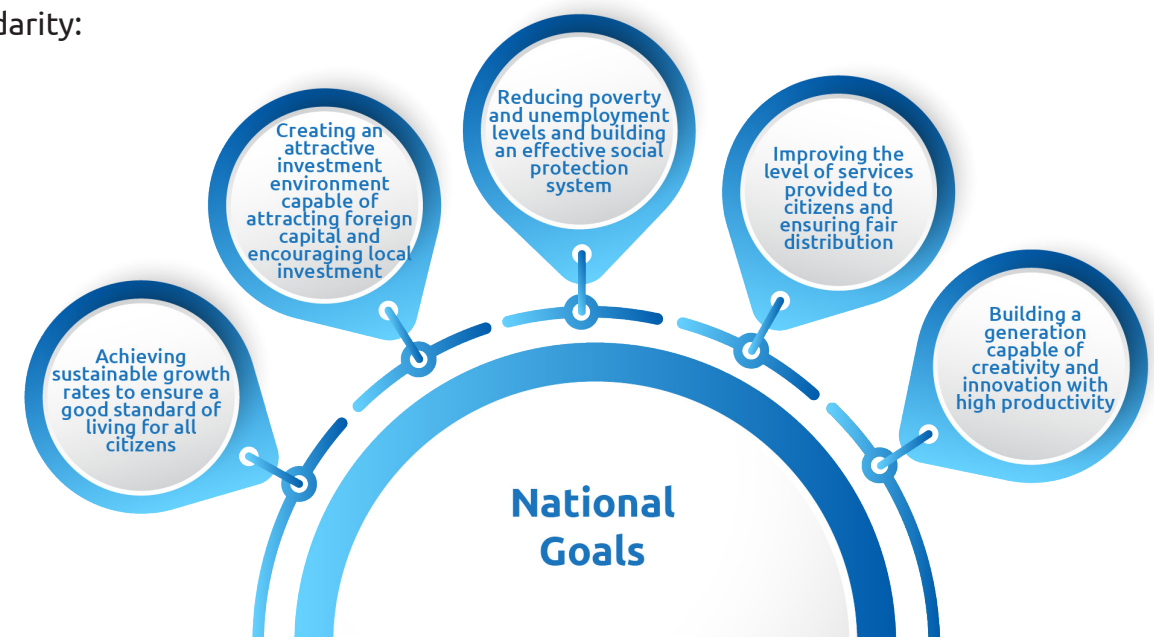 darity:
Achieving
sustainable growth
rates to ensure a
good standard of
living for all
citizens
Creating an
attractive
investment
environment
capable of
attracting foreign
capital and
encouraging local
investment
Reducing poverty
and unemployment
levels and building
an effective social
protection
system
Improving the
level of services
provided to
citizens and
ensuring fair
distribution
Building a
generation
capable of
creativity and
innovation with
high productivity
National
Goals